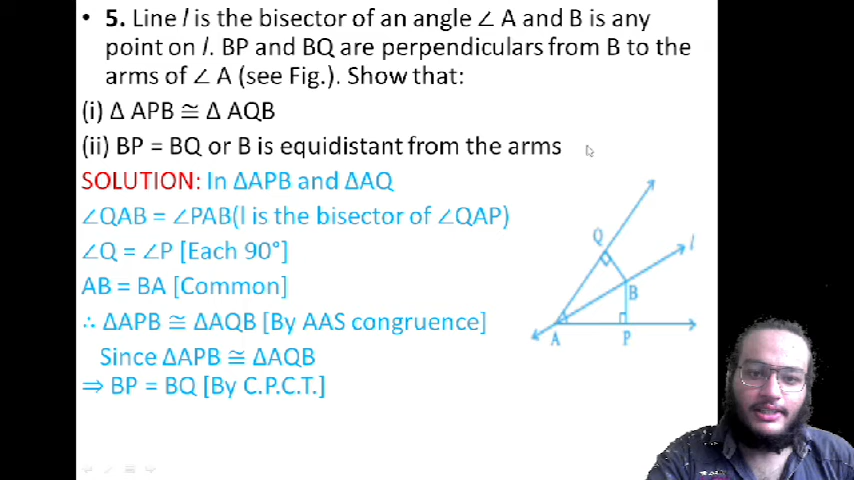 • 5. Line l is the bisector of an angle ∠ A and B is any
point on l. BP and BQ are perpendiculars from B to the
arms of ∠ A (see Fig.). Show that:
(i) Δ APB ≅ Δ AQB
(ii) BP = BQ or B is equidistant from the arms
SOLUTION: In ΔAPB and ΔAQ
∠QAB = ∠PAB(l is the bisector of ∠QAP)
∠Q = ∠P [Each 90°]
AB = BA [Common]
∴ ΔAPB ≅ ΔAQB [By AAS congruence]
Since ΔAPB ≅ ΔAQB
⇒ BP = BQ [By C.P.C.T.]
Q
l
B
A
P